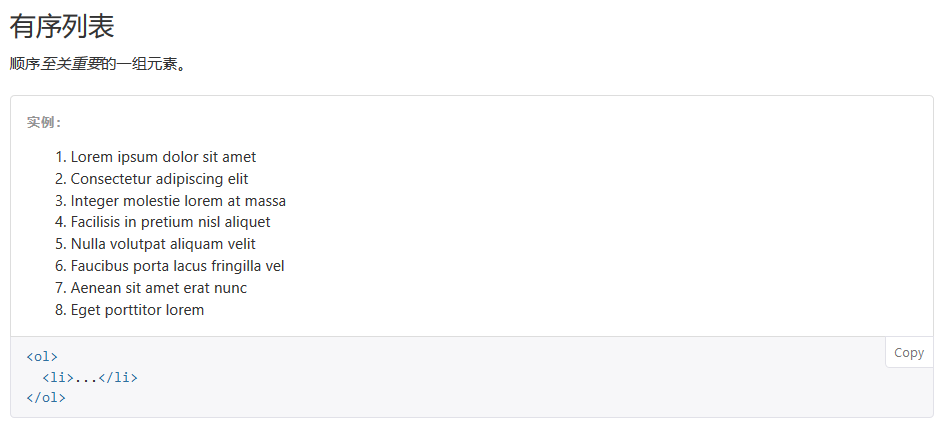 有序列表
顺序至关重要的一组元素。
实例：
1. Lorem ipsum dolor sit amet
2. Consectetur adipiscing elit
3. Integer molestie lorem at massa
4. Facilisis in pretium nisl aliquet
5. Nulla volutpat aliquam velit
6. Faucibus porta lacus fringilla vel
7. Aenean sit amet erat nunc
8. Eget porttitor lorem
Copy
<ol>
  <li>...</li>
</ol>